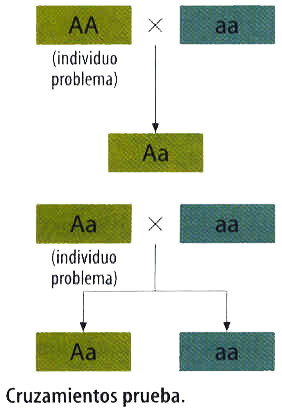 AA × aa
(individuo
problema)
Aa
Aa × aa
(individuo
problema)
Aa aa
Cruzamientos prueba.